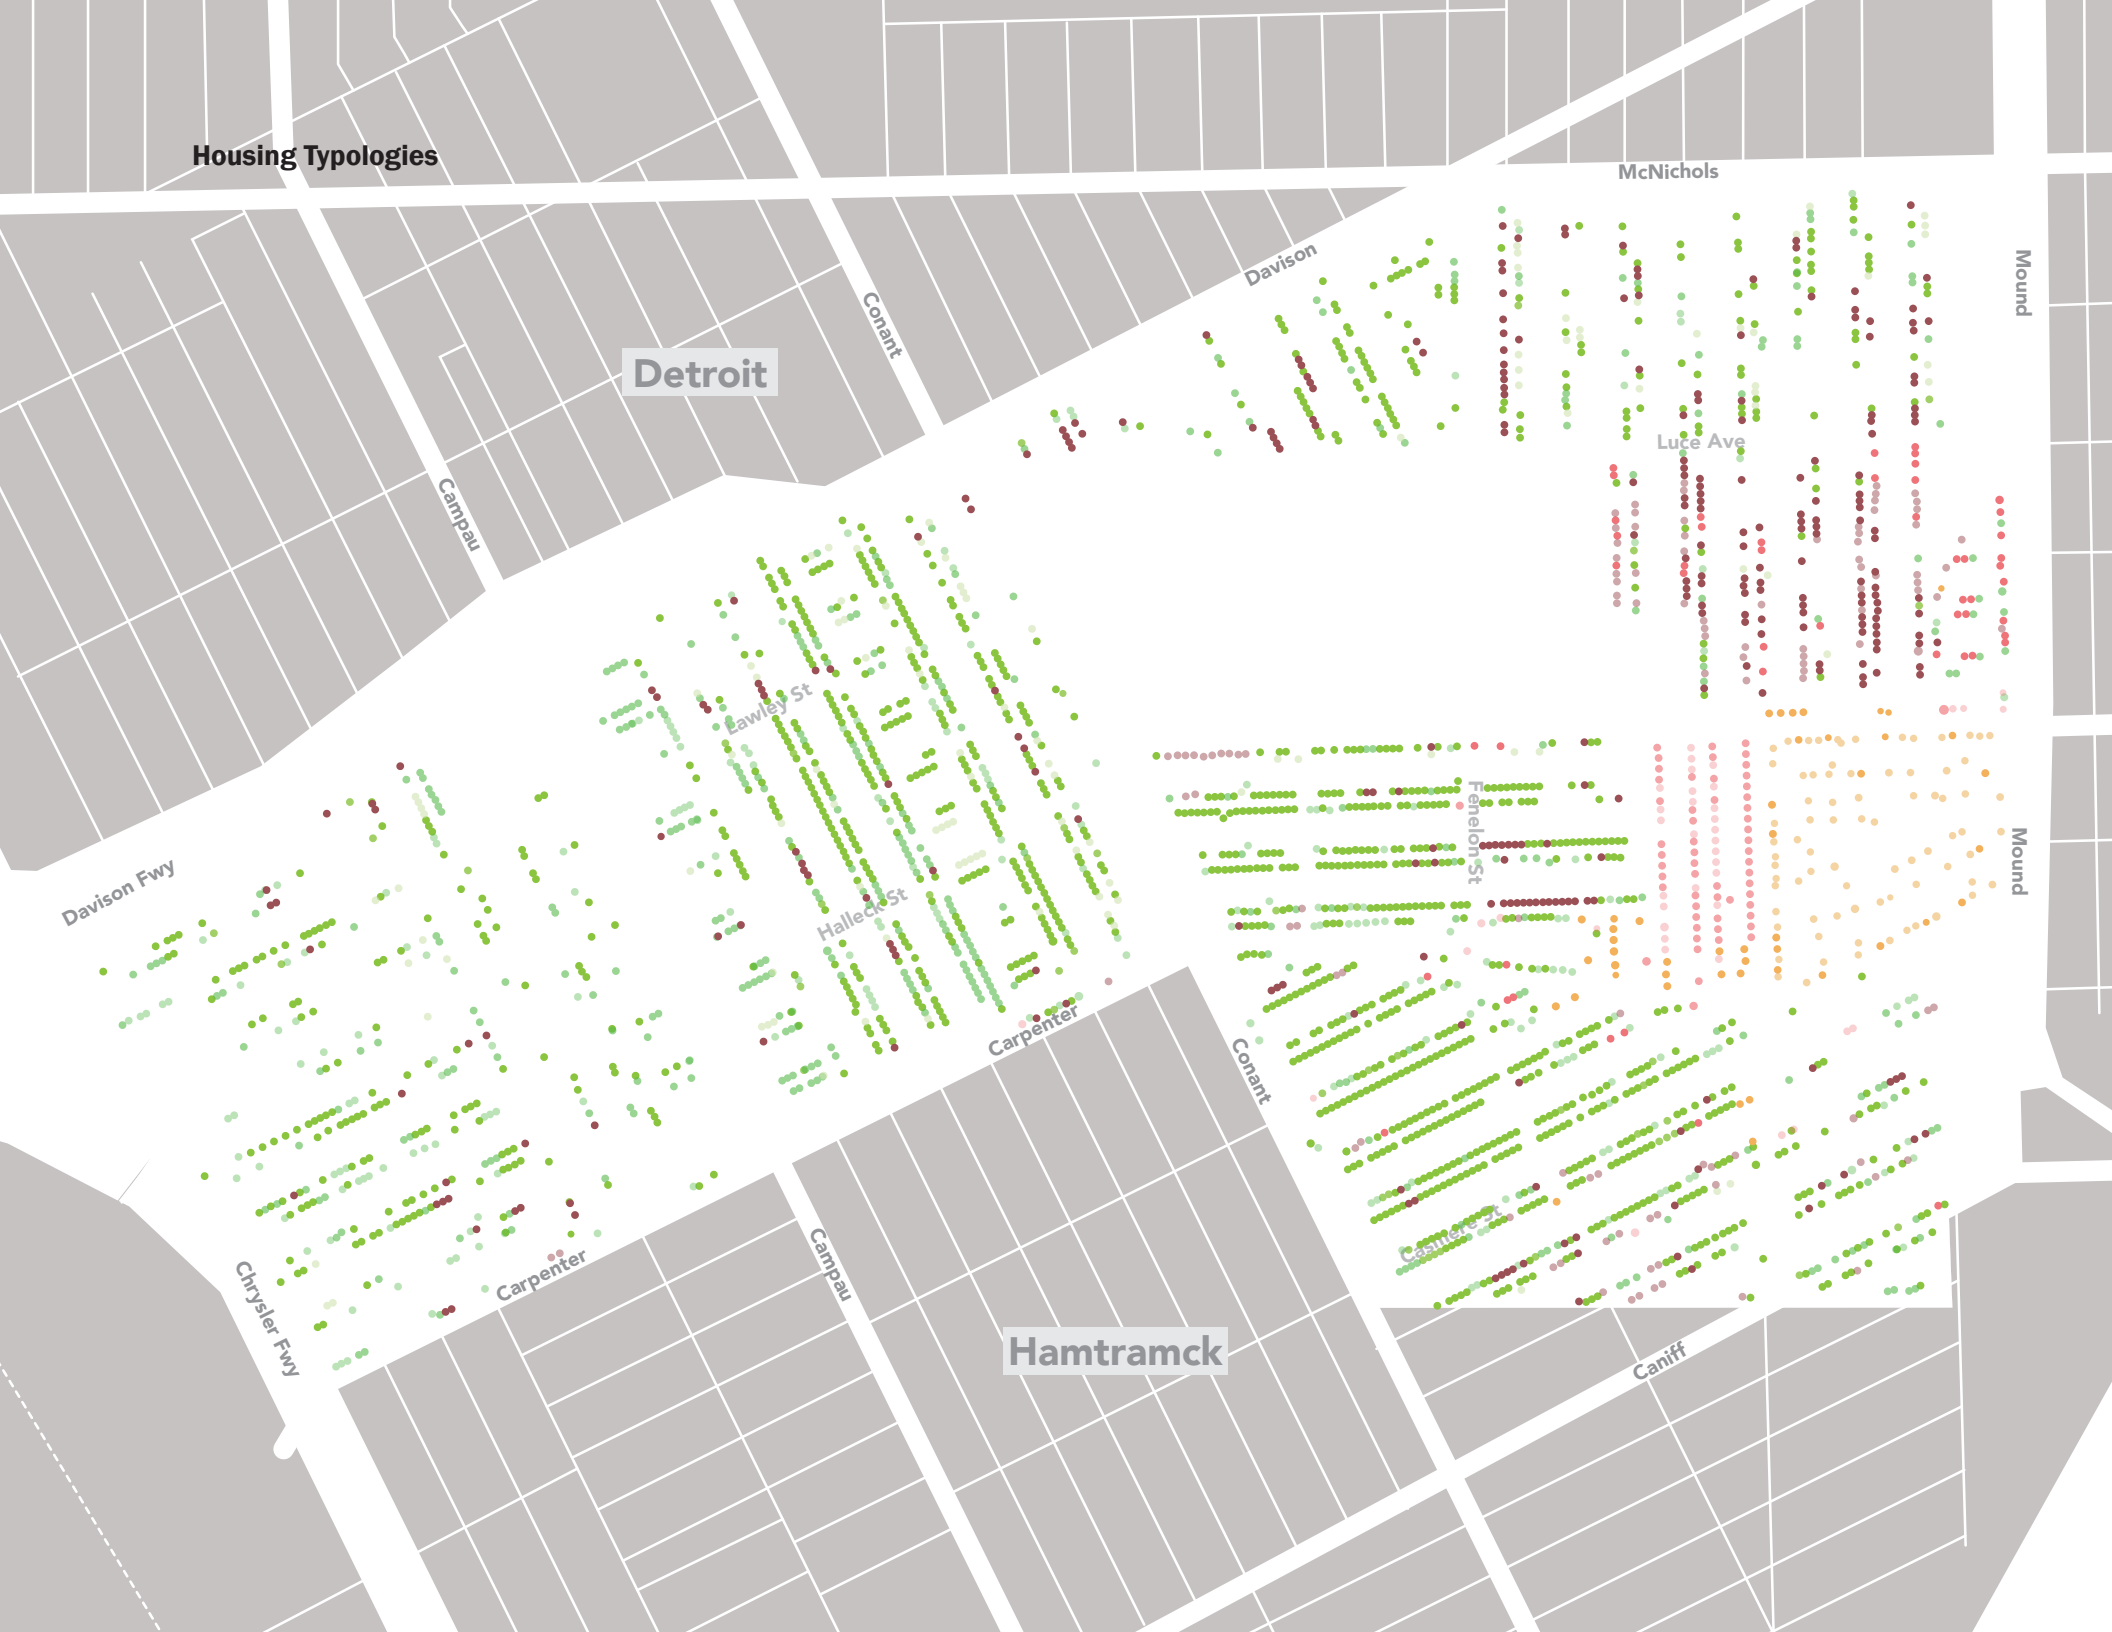 Housing Typologies
McNichols
Davison
Mound
Conant
Detroit
Luce Ave
Campau
Lawley St
Fenelon St
Mound
Davison Fwy
Halleck St
Carpenter
Conant
Casmere St
Campau
Carpenter
Chrysler Fwy
Hamtramck
Caniff